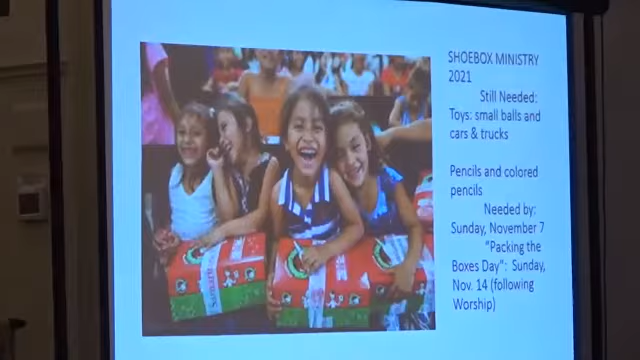 SHOEBOX MINISTRY
2021
Still Needed:
Toys: small balls and
cars & trucks
Pencils and colored
pencils
Needed by:
Sunday, November 7
"Packing the
Boxes Day": Sunday,
Nov. 14 (following
Worship)